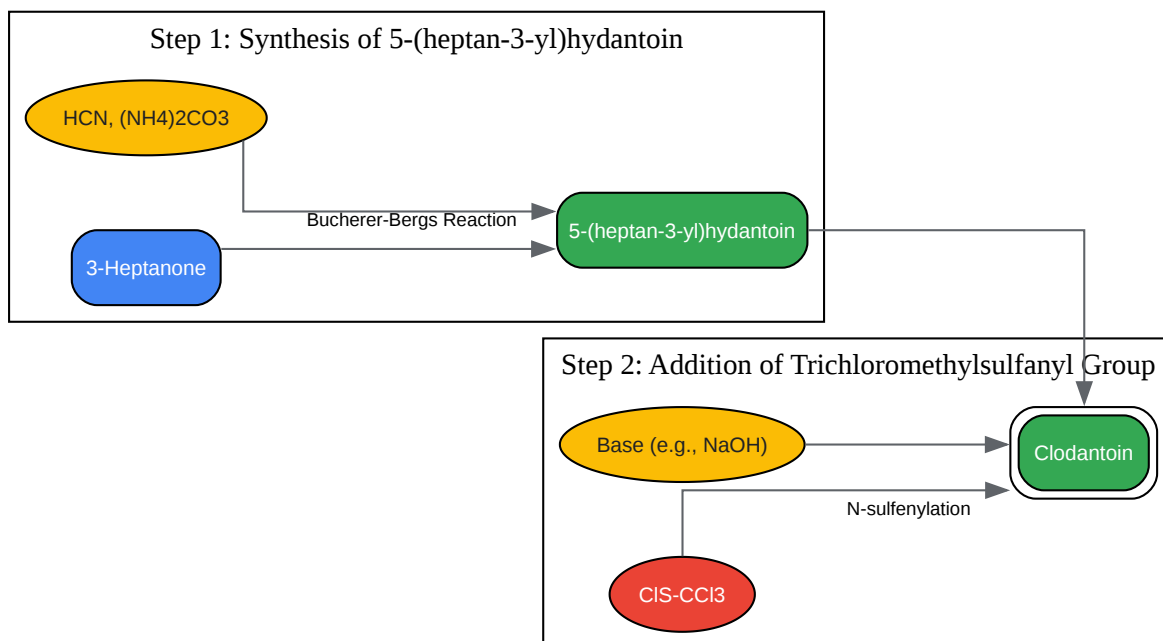 Step 1: Synthesis of 5-(heptan-3-yl)hydantoin
HCN, (NH4)2CO3
Bucherer-Bergs Reaction
5-(heptan-3-yl)hydantoin
3-Heptanone
Step 2: Addition of Trichloromethylsulfanyl Group
Base (e.g., NaOH)
Clodantoin
N-sulfenylation
ClS-CCl3